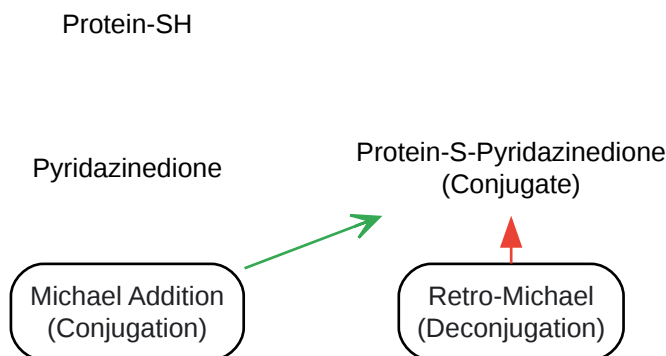 Protein-SH
Pyridazinedione
Protein-S-Pyridazinedione
(Conjugate)
Michael Addition
(Conjugation)
Retro-Michael
(Deconjugation)